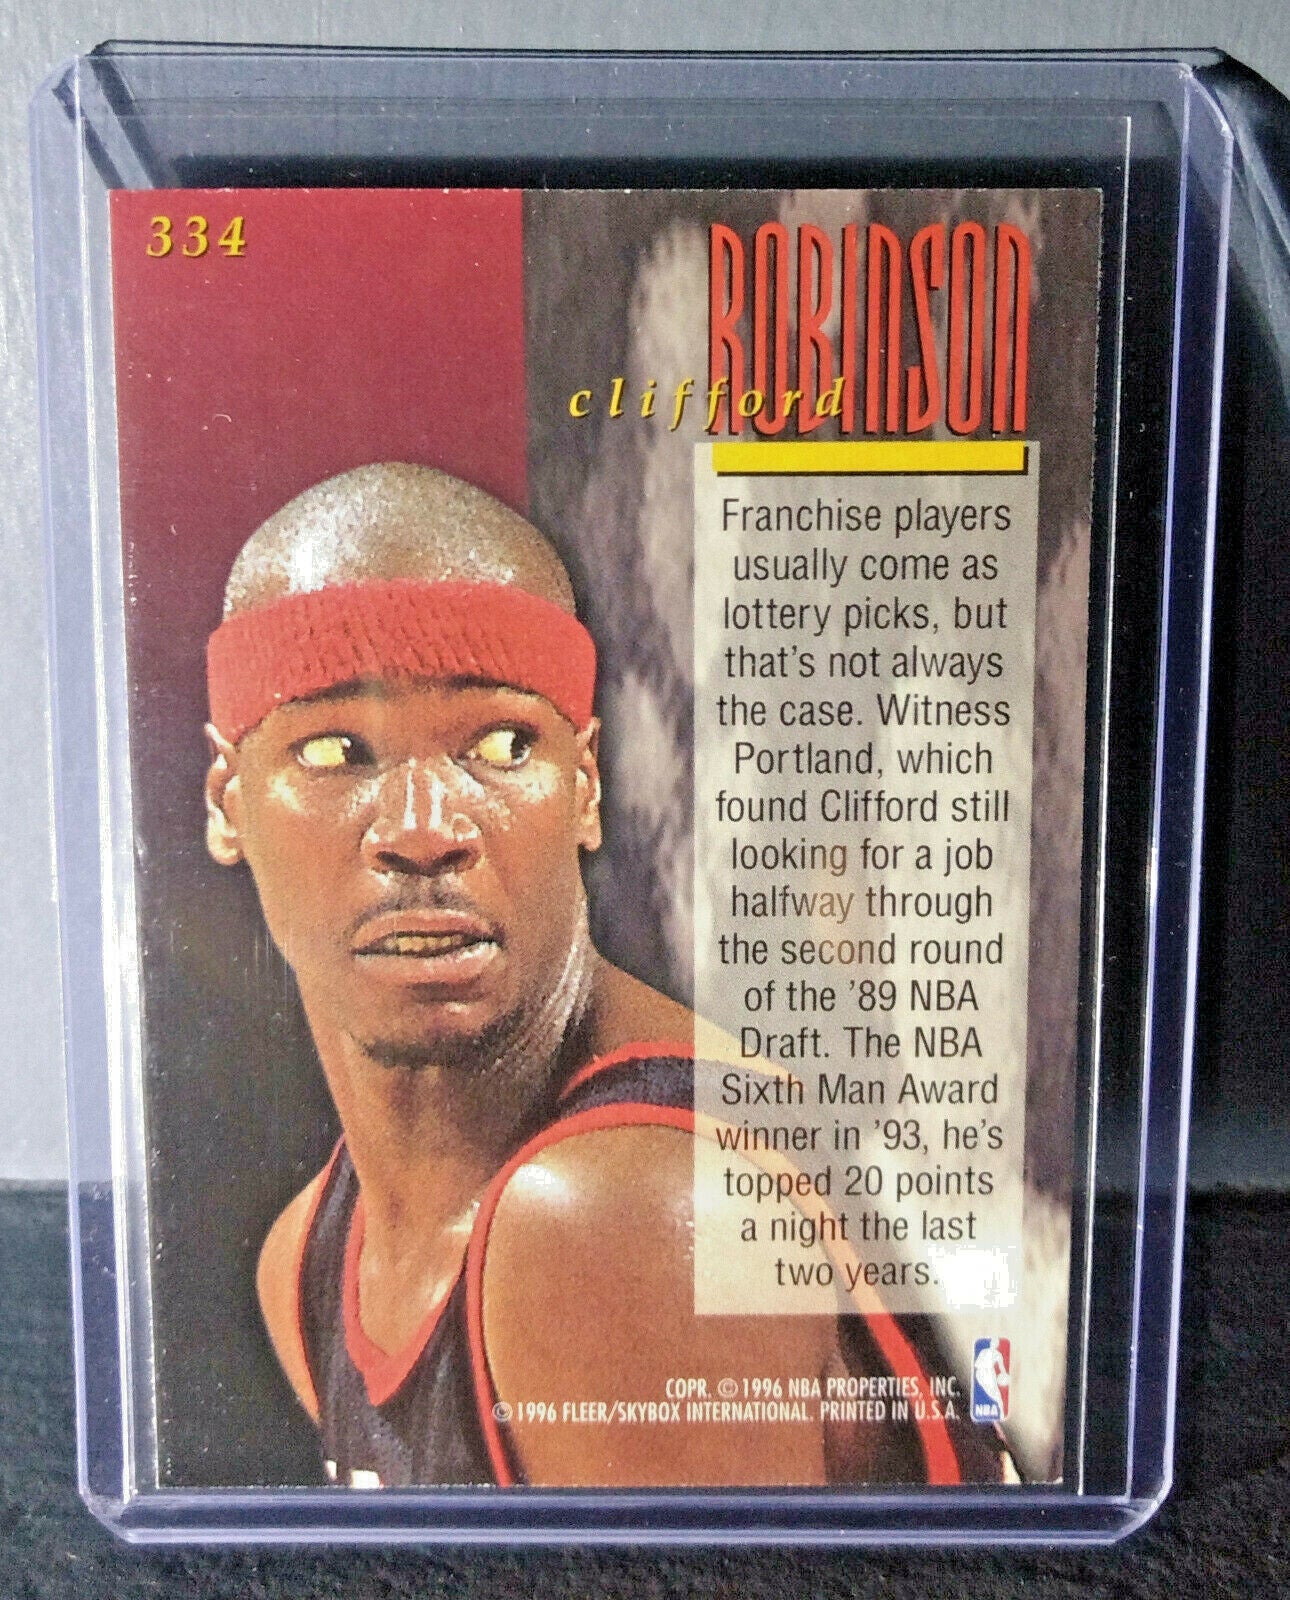 334
ROBINSON
clifford
Franchise players
usually come as
lottery picks, but
that's not always
the case. Witness
Portland, which
found Clifford still
looking for a job
halfway through
the second round
of the '89 NBA
Draft. The NBA
Sixth Man Award
winner in '93, he's
topped 20 points
a night the last
two years.
COPR. © 1996 NBA PROPERTIES, INC.
© 1996 FLEER/SKYBOX INTERNATIONAL. PRINTED IN U.S.A.
NBA